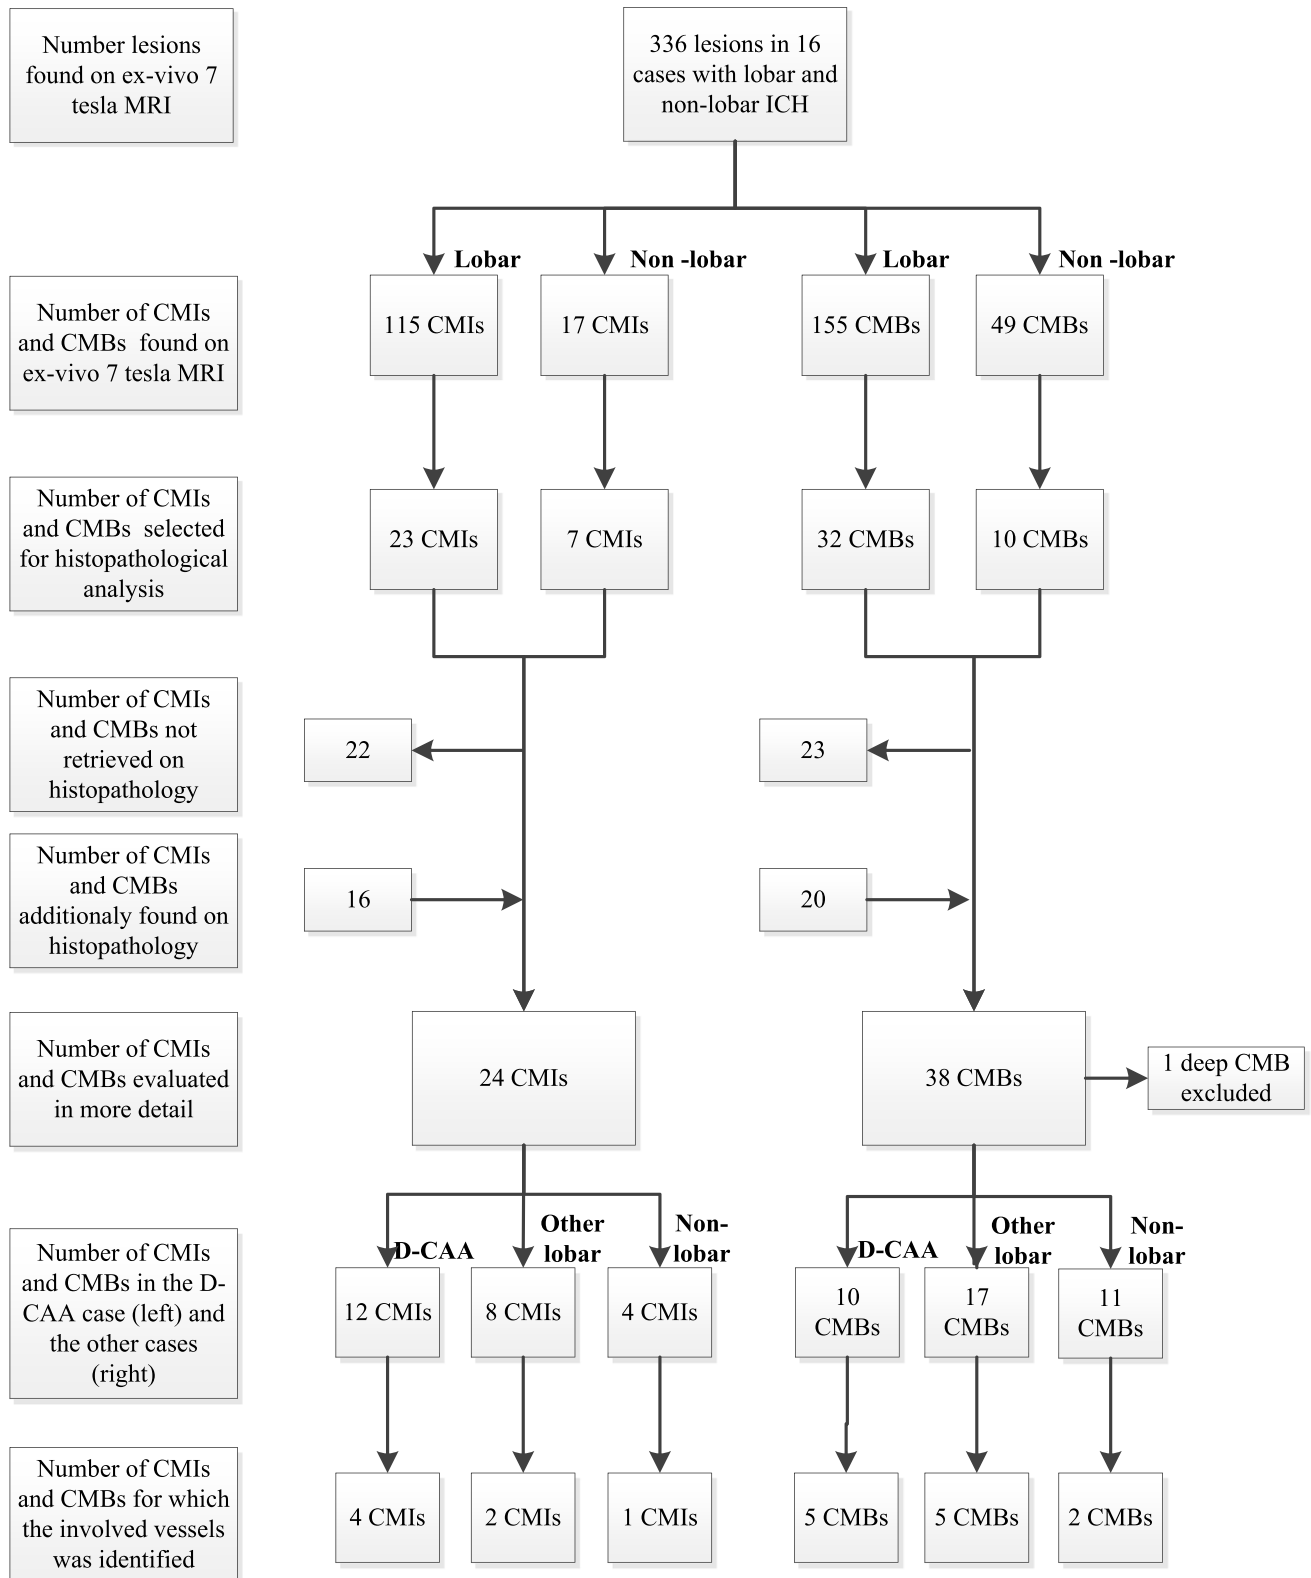 Number lesions
found on ex-vivo 7
tesla MRI
336 lesions in 16
cases with lobar and
non-lobar ICH
Lobar
Non -lobar
Lobar
Non -lobar
Number of CMIs
and CMBs found on
ex-vivo 7 tesla MRI
115 CMIs
17 CMIs
155 CMBs
49 CMBs
Number of CMIs
and CMBs selected
for histopathological
analysis
23 CMIs
7 CMIs
32 CMBs
10 CMBs
Number of CMIs
and CMBs not
retrieved on
histopathology
22
23
Number of CMIs
and CMBs
additionaly found on
histopathology
16
20
Number of CMIs
and CMBs evaluated
in more detail
24 CMIs
38 CMBs
1 deep CMB
excluded
D-CAA
Other
lobar
Non-
lobar
D-CAA
Other
lobar
Non-
lobar
Number of CMIs
and CMBs in the D-
CAA case (left) and
the other cases
(right)
12 CMIs
8 CMIs
4 CMIs
10
CMBs
17
CMBs
11
CMBs
Number of CMIs
and CMBs for which
the involved vessels
was identified
4 CMIs
2 CMIs
1 CMIs
5 CMBs
5 CMBs
2 CMBs